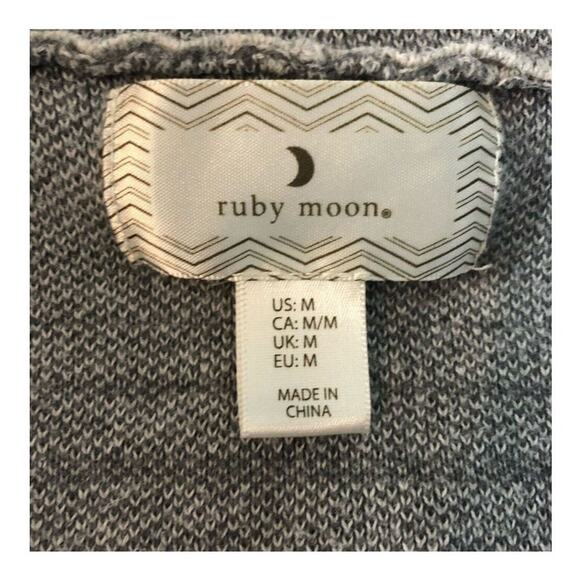 ruby moon®
US: M
CA: M/M
UK: M
EU: M
MADE IN
CHINA